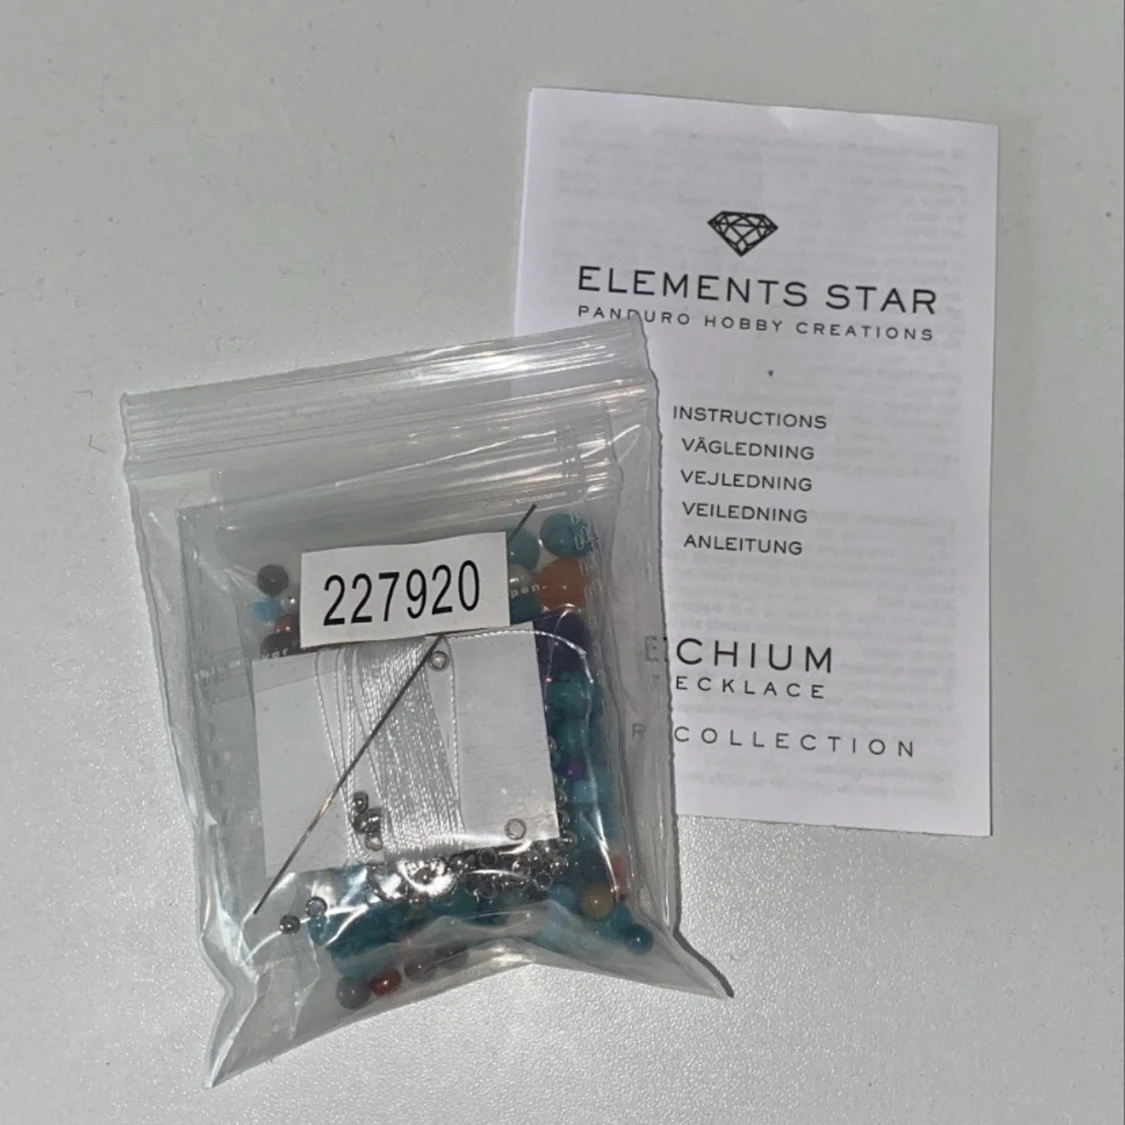 ELEMENTS STAR
PANDURO HOBBY CREATIONS
INSTRUCTIONS
VÄGLEDNING
VEJLEDNING
VEILEDNING
ANLEITUNG
CHIUM
ECKLACE
COLLECTION
227920